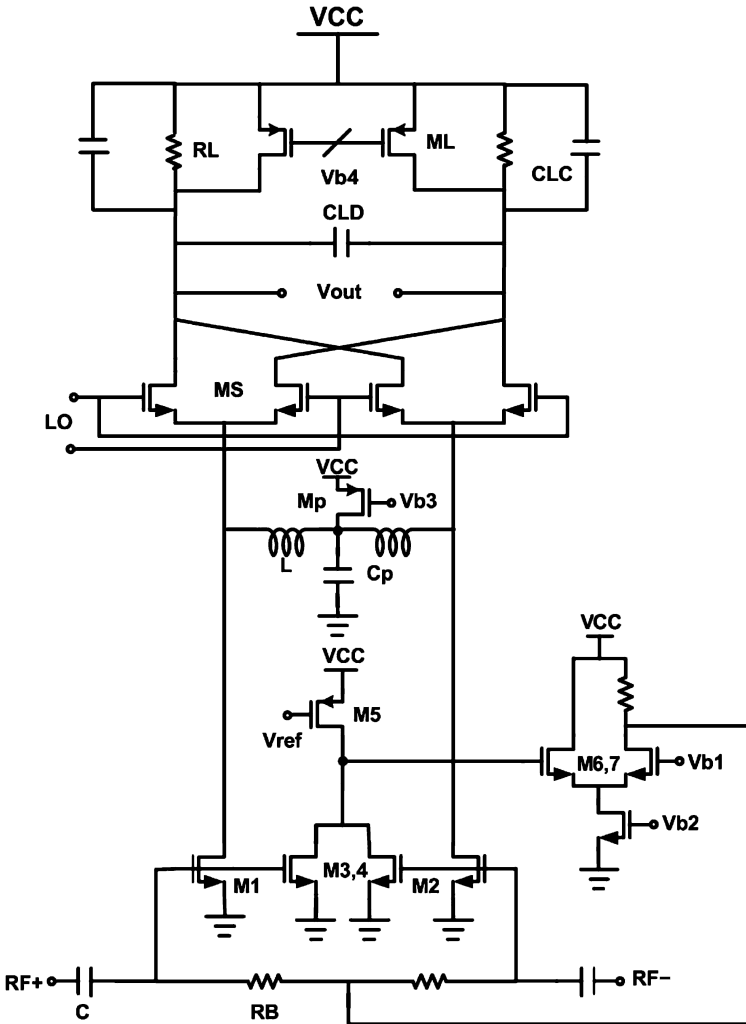 VCC
RL
ML
Vb4
CLC
CLD
Vout
MS
LO
VCC
Mp
Vb3
L
Cp
VCC
VCC
M5
Vref
M6,7
Vb1
Vb2
M1
M3,4
M2
RF+
C
RB
RF−